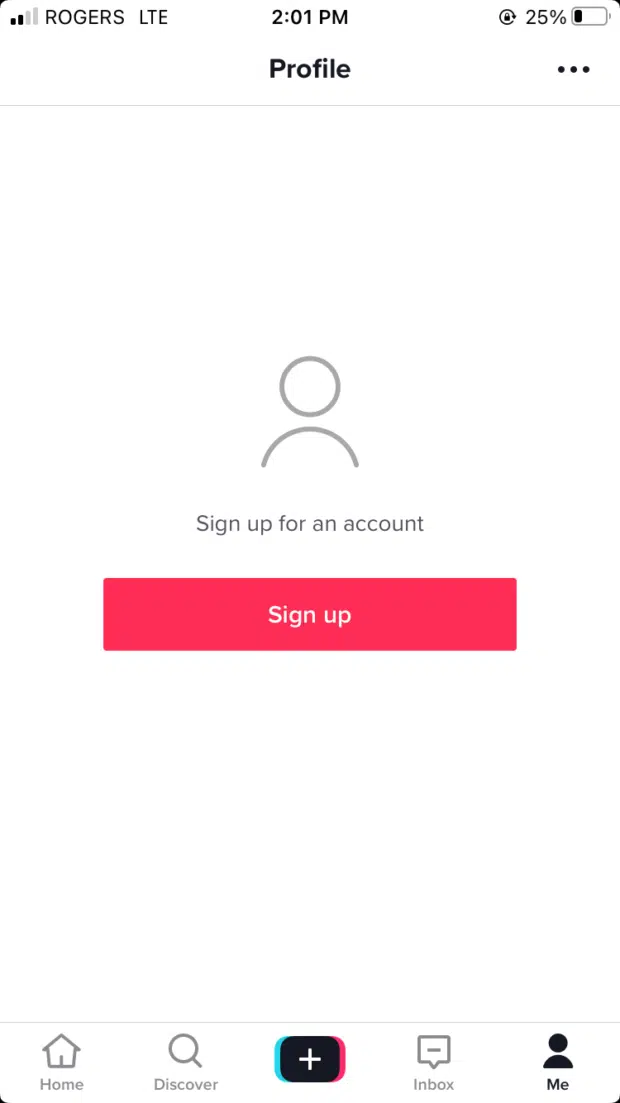 ROGERS LTE 2:01 PM 25%
Profile
Sign up for an account
Sign up
Home Discover Inbox Me